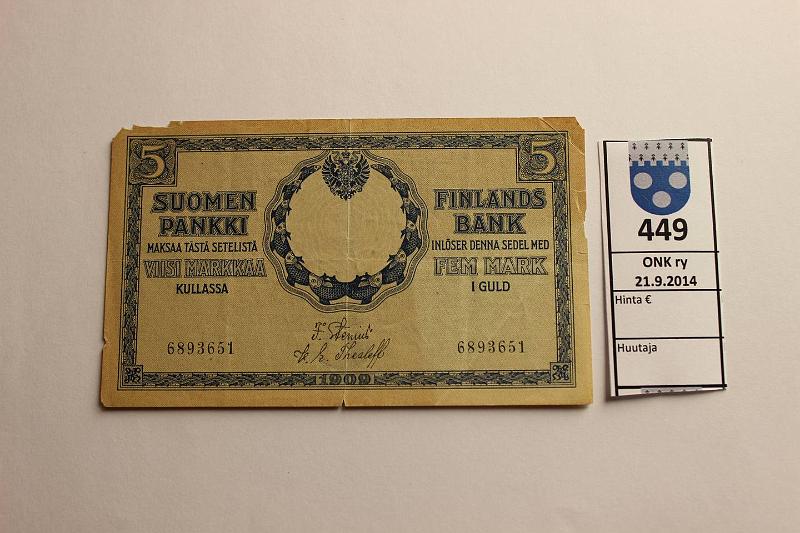 5 5
SUOMEN
PANKKI
MAKSAA TÄSTÄ SETELISTÄ
VIISI MARKKAA
KULLASSA
FINLANDS
BANK
INLÖSER DENNA SEDEL MED
FEM MARK
I GULD
6893651
6893651
1909
449
ONK ry
21.9.2014
Hinta €
Huutaja